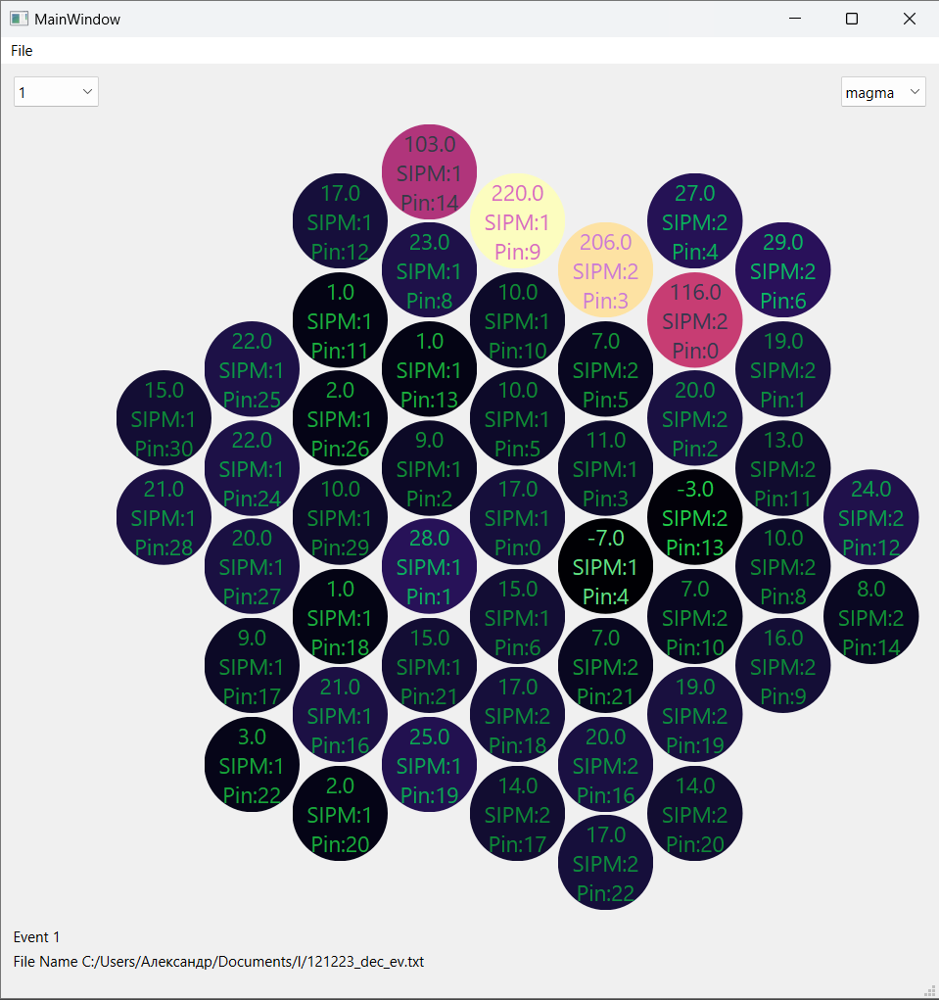 MainWindow
File
1
magma
103.0
SIPM:1
Pin:14
17.0
SIPM:1
Pin:12
220.0
SIPM:1
Pin:9
27.0
SIPM:2
Pin:4
23.0
SIPM:1
Pin:8
206.0
SIPM:2
Pin:3
29.0
SIPM:2
Pin:6
1.0
SIPM:1
Pin:11
10.0
SIPM:1
Pin:10
116.0
SIPM:2
Pin:0
22.0
SIPM:1
Pin:25
1.0
SIPM:1
Pin:13
7.0
SIPM:2
Pin:5
19.0
SIPM:2
Pin:1
15.0
SIPM:1
Pin:30
2.0
SIPM:1
Pin:26
10.0
SIPM:1
Pin:5
20.0
SIPM:2
Pin:2
22.0
SIPM:1
Pin:24
9.0
SIPM:1
Pin:2
11.0
SIPM:1
Pin:3
13.0
SIPM:2
Pin:11
21.0
SIPM:1
Pin:28
10.0
SIPM:1
Pin:29
17.0
SIPM:1
Pin:0
-3.0
SIPM:2
Pin:13
24.0
SIPM:2
Pin:12
20.0
SIPM:1
Pin:27
28.0
SIPM:1
Pin:1
-7.0
SIPM:1
Pin:4
10.0
SIPM:2
Pin:8
1.0
SIPM:1
Pin:18
15.0
SIPM:1
Pin:6
7.0
SIPM:2
Pin:10
8.0
SIPM:2
Pin:14
9.0
SIPM:1
Pin:17
15.0
SIPM:1
Pin:21
7.0
SIPM:2
Pin:21
16.0
SIPM:2
Pin:9
21.0
SIPM:1
Pin:16
17.0
SIPM:2
Pin:18
19.0
SIPM:2
Pin:19
3.0
SIPM:1
Pin:22
25.0
SIPM:1
Pin:19
20.0
SIPM:2
Pin:16
2.0
SIPM:1
Pin:20
14.0
SIPM:2
Pin:17
14.0
SIPM:2
Pin:20
17.0
SIPM:2
Pin:22
Event 1
File Name C:/Users/Александр/Documents/I/121223_dec_ev.txt